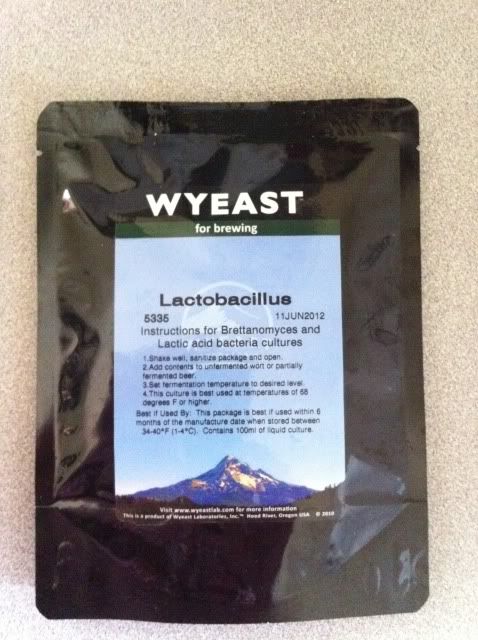 WYEAST
for brewing
Lactobacillus
5335 11JUN2012
Instructions for Brettanomyces and
Lactic acid bacteria cultures
1.Shake well, sanitize package and open.
2.Add contents to unfermented wort or partially
fermented beer.
3.Set fermentation temperature to desired level.
4.This culture is best used at temperatures of 68
degrees F or higher.
Best if Used By: This package is best if used within 6
months of the manufacture date when stored between
34-40°F (1-4°C). Contains 100ml of liquid culture.
Visit www.wyeastlab.com for more information
This is a product of Wyeast Laboratories, Inc.™ Hood River, Oregon USA © 2010